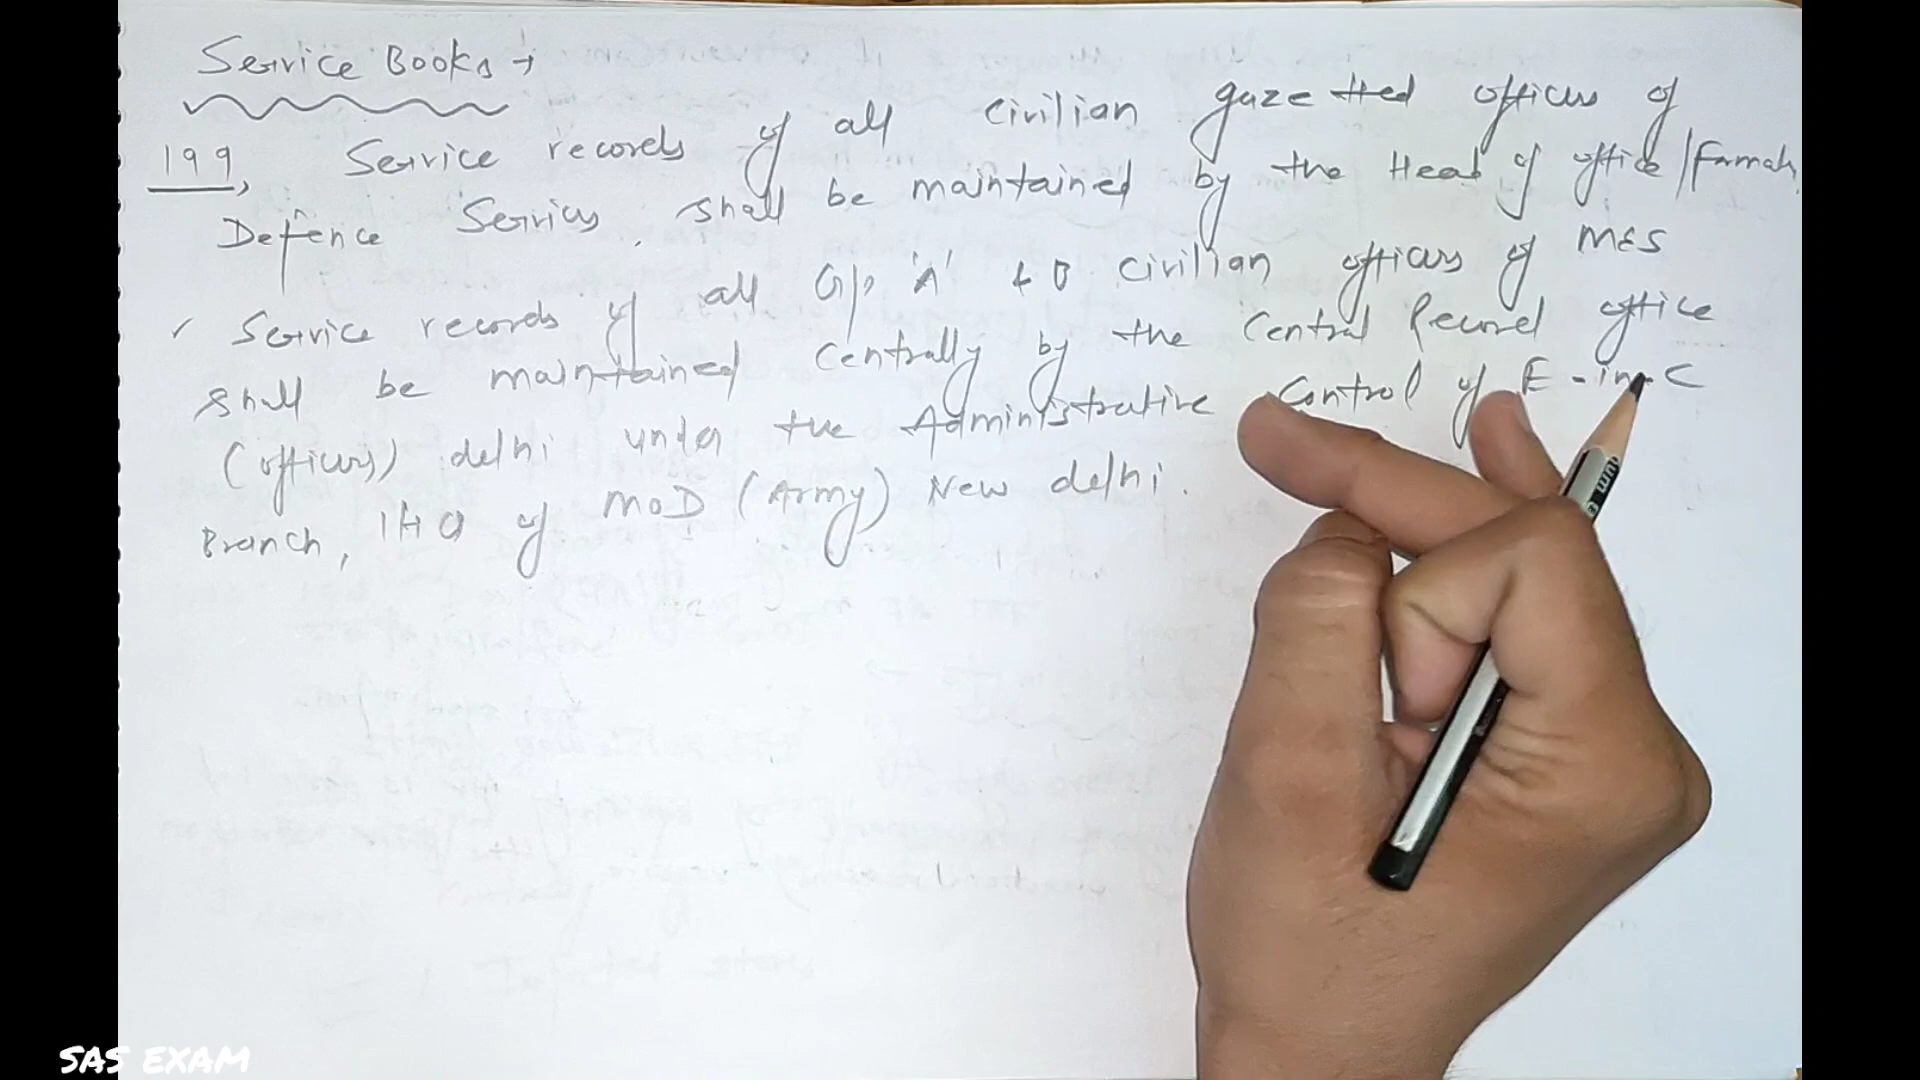 Service Books →
199, Service records of all civilian gazetted officers of
Defence Services, shall be maintained by the Head of office/Formats,
✓ Service records of all G/p 'A' & B civilian officers of MES
shall be maintained centrally by the Central Record office
(officers) delhi under the Administrative Control of E-in-C
Branch, IHQ of MOD (Army) New delhi.
SAS EXAM